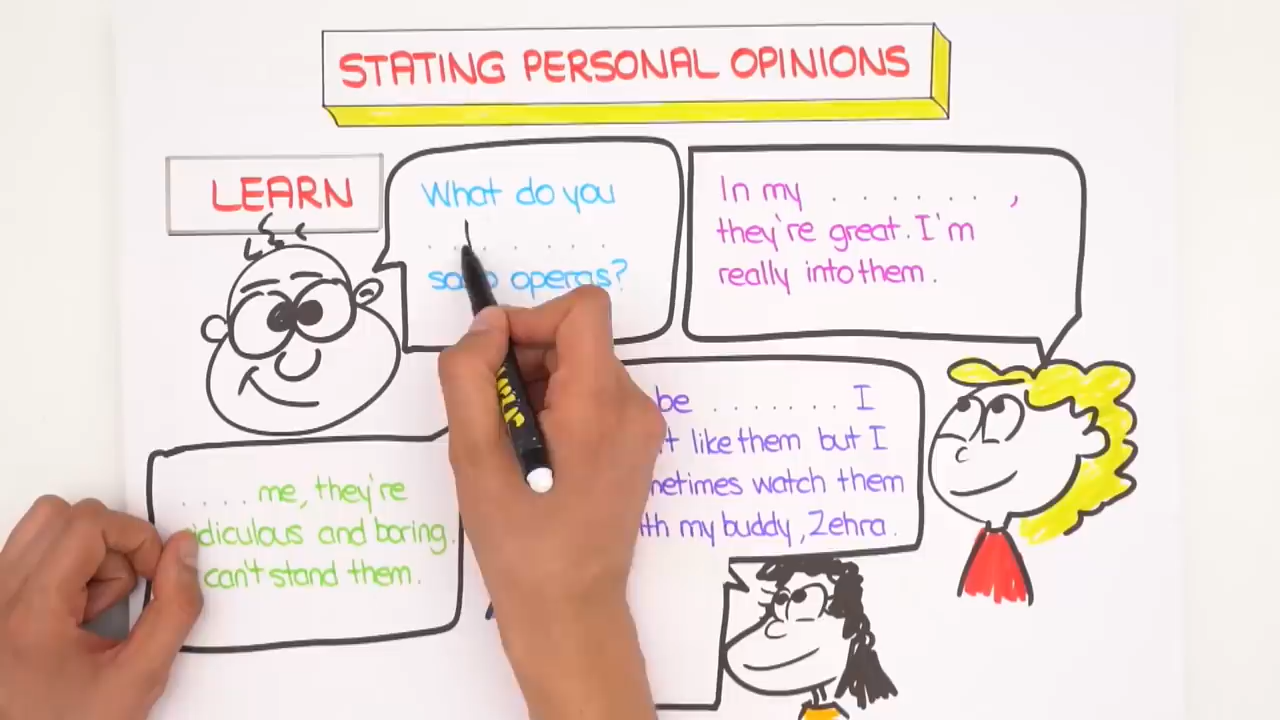 STATING PERSONAL OPINIONS
LEARN
What do you
. . . . . . .
operas?
In my . . . . . . . ,
they're great. I'm
really into them.
be . . . . . . . I
like them but I
watch them
my buddy, Zehra.
. . . . me, they're
and boring.
can't stand them.